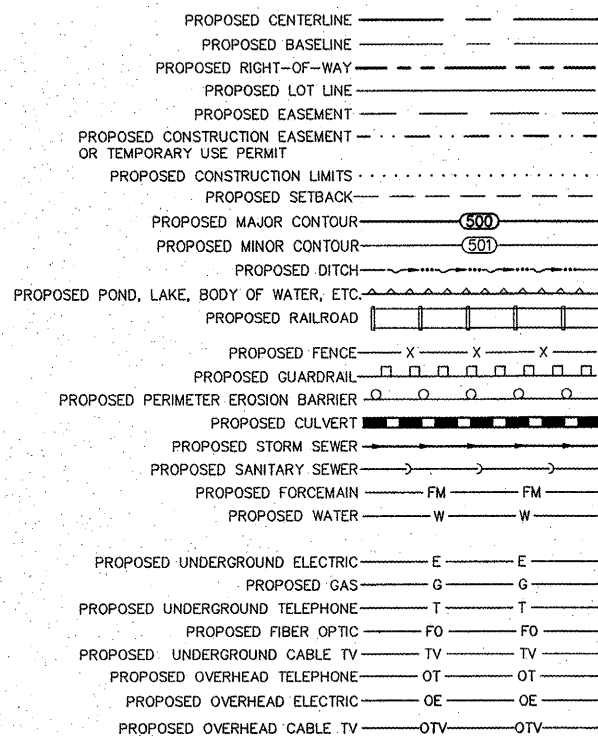 PROPOSED CENTERLINE
PROPOSED BASELINE
PROPOSED RIGHT-OF-WAY
PROPOSED LOT LINE
PROPOSED EASEMENT
PROPOSED CONSTRUCTION EASEMENT
OR TEMPORARY USE PERMIT
PROPOSED CONSTRUCTION LIMITS
PROPOSED SETBACK
PROPOSED MAJOR CONTOUR 500
PROPOSED MINOR CONTOUR 501
PROPOSED DITCH
PROPOSED POND, LAKE, BODY OF WATER, ETC.
PROPOSED RAILROAD
PROPOSED FENCE X X X
PROPOSED GUARDRAIL
PROPOSED PERIMETER EROSION BARRIER
PROPOSED CULVERT
PROPOSED STORM SEWER
PROPOSED SANITARY SEWER
PROPOSED FORCEMAIN FM FM
PROPOSED WATER W W
PROPOSED UNDERGROUND ELECTRIC E E
PROPOSED GAS G G
PROPOSED UNDERGROUND TELEPHONE T T
PROPOSED FIBER OPTIC FO FO
PROPOSED UNDERGROUND CABLE TV TV TV
PROPOSED OVERHEAD TELEPHONE OT OT
PROPOSED OVERHEAD ELECTRIC OE OE
PROPOSED OVERHEAD CABLE TV OTV OTV